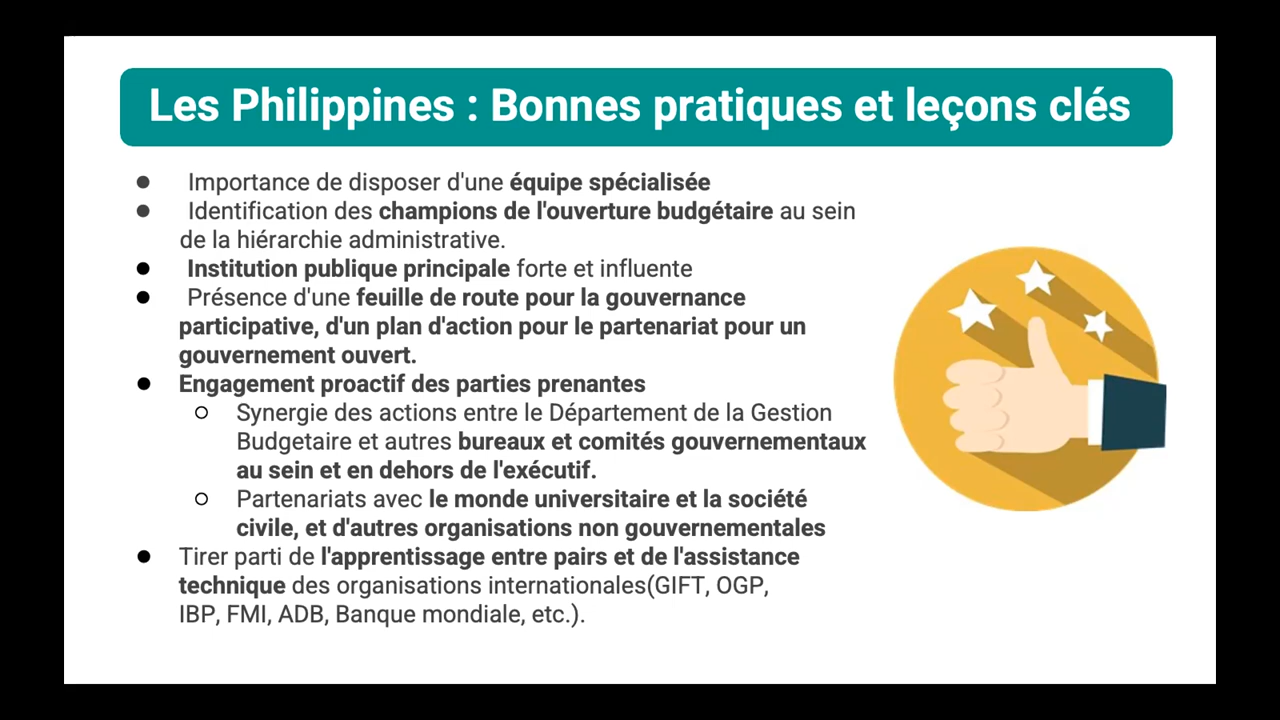 Les Philippines : Bonnes pratiques et leçons clés
● Importance de disposer d'une équipe spécialisée
● Identification des champions de l'ouverture budgétaire au sein
de la hiérarchie administrative.
● Institution publique principale forte et influente
● Présence d'une feuille de route pour la gouvernance
participative, d'un plan d'action pour le partenariat pour un
gouvernement ouvert.
● Engagement proactif des parties prenantes
○ Synergie des actions entre le Département de la Gestion
Budgetaire et autres bureaux et comités gouvernementaux
au sein et en dehors de l'exécutif.
○ Partenariats avec le monde universitaire et la société
civile, et d'autres organisations non gouvernementales
● Tirer parti de l'apprentissage entre pairs et de l'assistance
technique des organisations internationales(GIFT, OGP,
IBP, FMI, ADB, Banque mondiale, etc.).